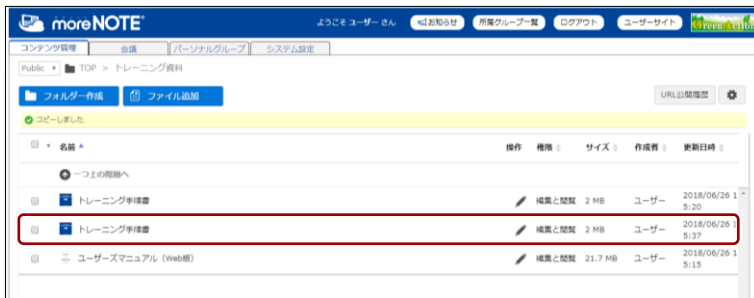 moreNOTE ようこそ ユーザー さん お知らせ 所属グループ一覧 ログアウト ユーザーサイト Green Action
コンテンツ管理 会議 パーソナルグループ システム設定
Public TOP > トレーニング資料
フォルダー作成 ファイル追加 URL公開履歴
コピーしました。
名前 操作 権限 サイズ 作成者 更新日時
一つ上の階層へ
トレーニング手順書 編集と閲覧 2 MB ユーザー 2018/06/26 1
5:20
トレーニング手順書 編集と閲覧 2 MB ユーザー 2018/06/26 1
5:37
ユーザーズマニュアル（Web版） 編集と閲覧 21.7 MB ユーザー 2018/06/26 1
5:15